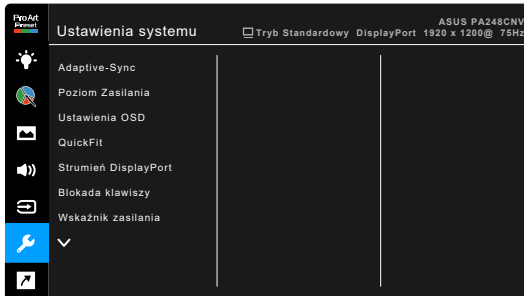 ProArt
Preset
Ustawienia systemu
ASUS PA248CNV
Tryb Standardowy DisplayPort 1920 x 1200@ 75Hz
Adaptive-Sync
Poziom Zasilania
Ustawienia OSD
QuickFit
Strumień DisplayPort
Blokada klawiszy
Wskaźnik zasilania